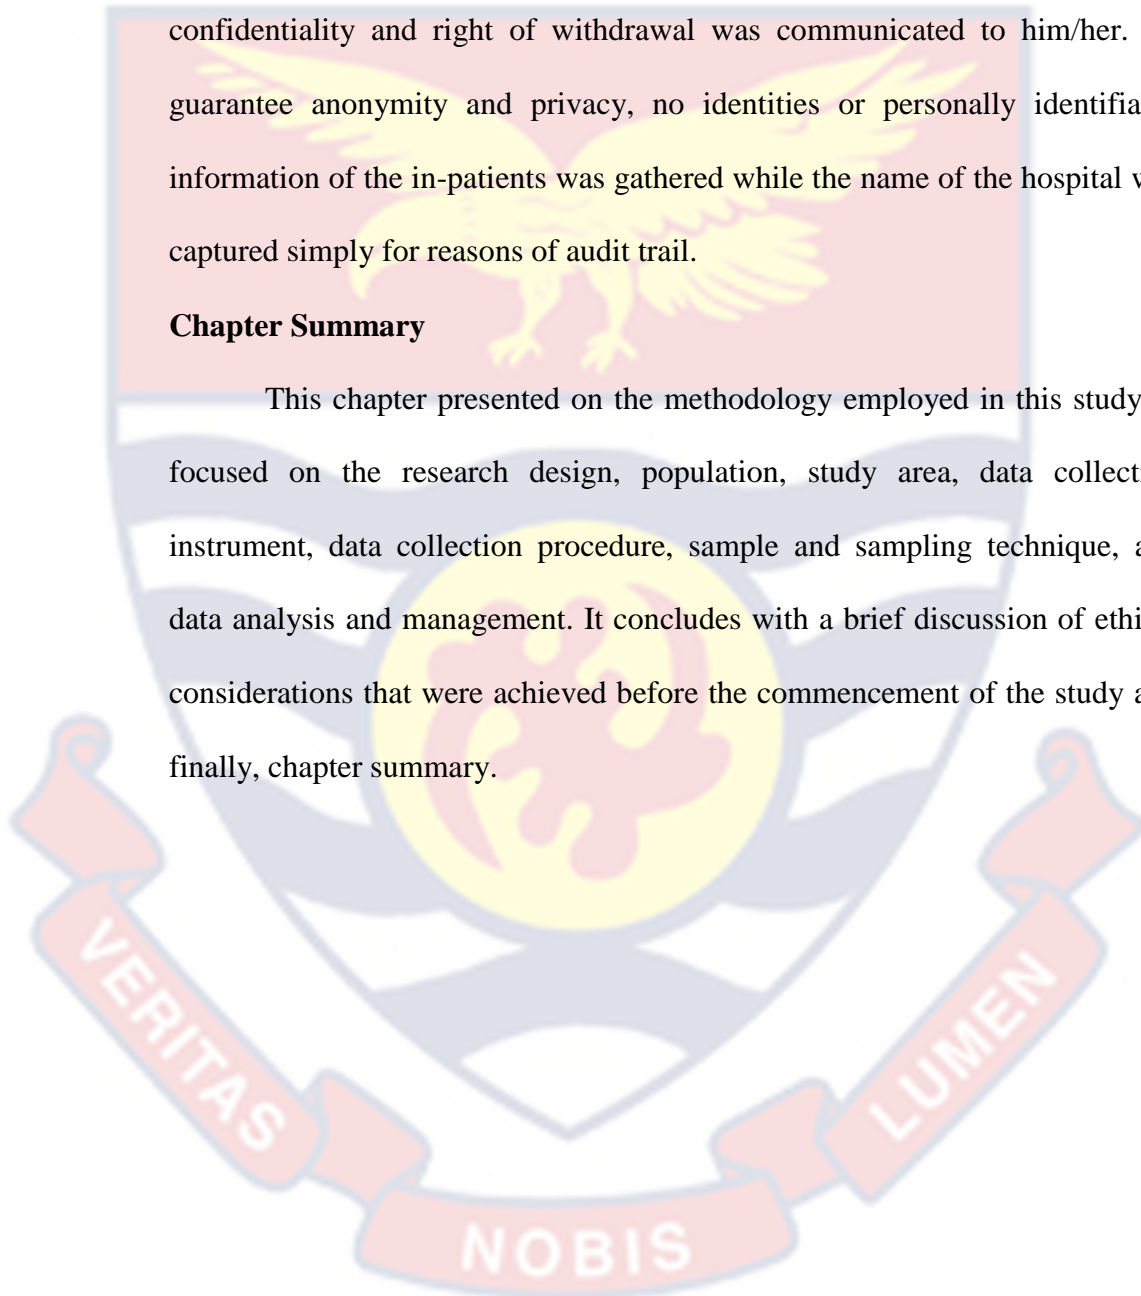 confidentiality and right of withdrawal was communicated to him/her.
guarantee anonymity and privacy, no identities or personally
information of the in-patients was gathered while the name of the hospital
captured simply for reasons of audit trail.
Chapter Summary
This chapter presented on the methodology employed in this study
focused on the research design, population, study area, data
instrument, data collection procedure, sample and sampling technique,
data analysis and management. It concludes with a brief discussion of
considerations that were achieved before the commencement of the study
finally, chapter summary.
VERITAS
NOBIS
LUMEN